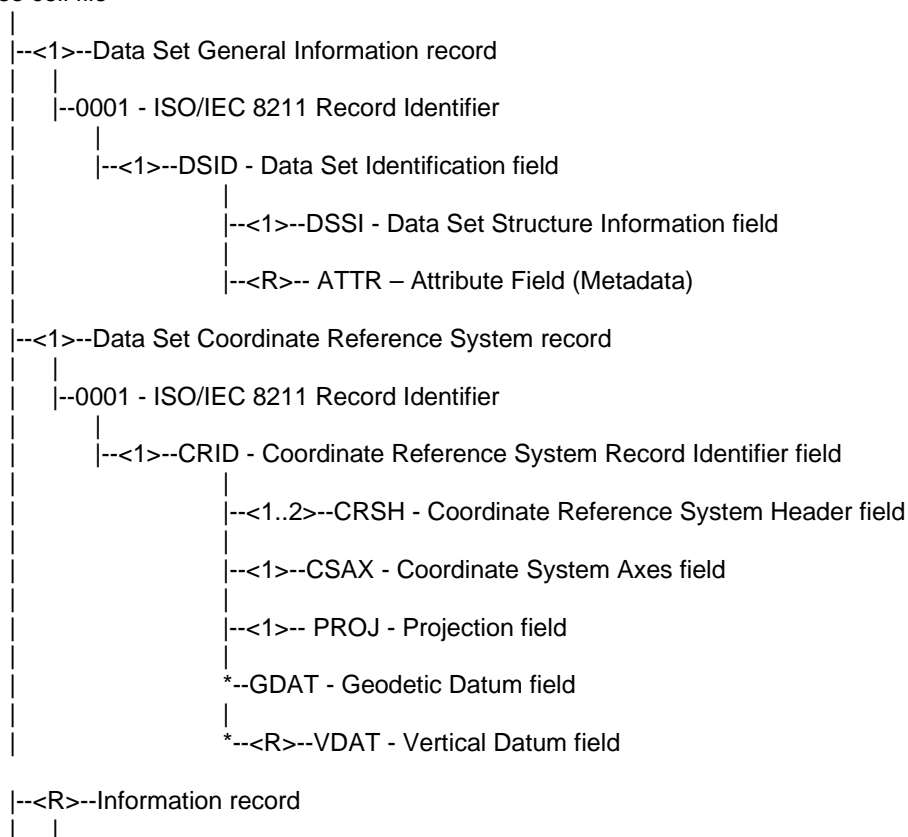 |
|--<1>--Data Set General Information record
| |
| |--0001 - ISO/IEC 8211 Record Identifier
| |
| |--<1>--DSID - Data Set Identification field
| |
| |--<1>--DSSI - Data Set Structure Information field
| |
| |--<R>-- ATTR – Attribute Field (Metadata)
|
|--<1>--Data Set Coordinate Reference System record
| |
| |--0001 - ISO/IEC 8211 Record Identifier
| |
| |--<1>--CRID - Coordinate Reference System Record Identifier field
| |
| |--<1..2>--CRSH - Coordinate Reference System Header field
| |
| |--<1>--CSAX - Coordinate System Axes field
| |
| |--<1>-- PROJ - Projection field
| |
| *--GDAT - Geodetic Datum field
| |
| *--<R>--VDAT - Vertical Datum field
|--<R>--Information record
| |